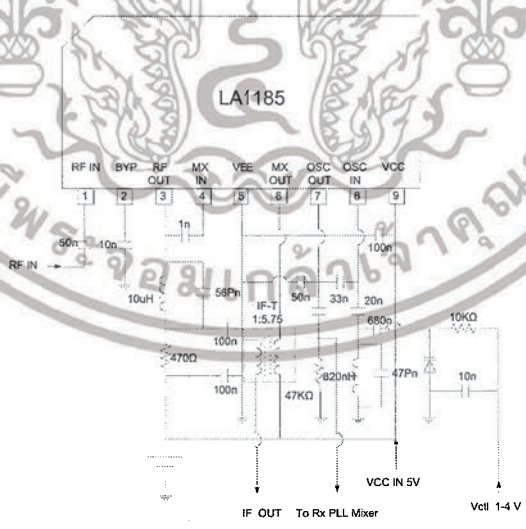 LA1185
RF IN BYP RF OUT MX IN VEE MX OUT OSC OUT OSC IN VCC
1 2 3 4 5 6 7 8 9
1n
50n
10n
100n
RF IN
10uH
56Pn
50n
33n
20n
IF-T
1:5.75
680n
10KΩ
100n
470Ω
820nH
47Pn
10n
100n
47KΩ
VCC IN 5V
IF OUT To Rx PLL Mixer
Vctl 1-4 V